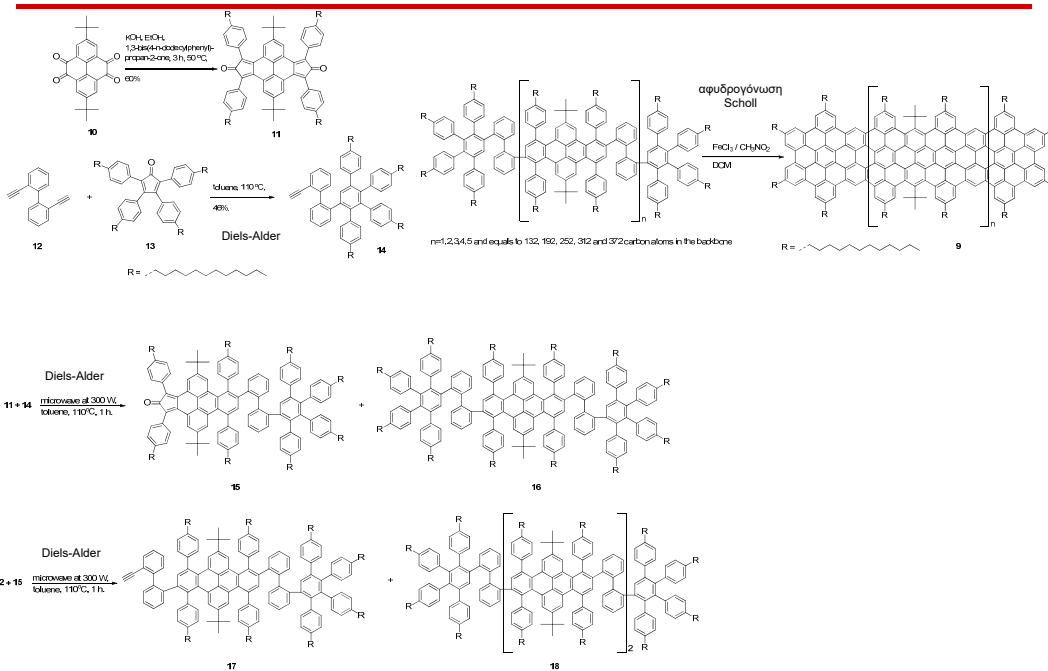 KOH, EtOH,
1,3-bis(4-n-dodecylphenyl)-
propan-2-one, 3 h, 50 °C,
60%
10
11
toluene, 110 °C,
46%
Diels-Alder
12
+
13
14
R =
αφυδρογόνωση
Scholl
FeCl3 / CH3NO2
DCM
n
n
n=1,2,3,4,5 and equals to 132, 192, 252, 312 and 372 carbon atoms in the backbone
R =
9
Diels-Alder
11 + 14
microwave at 300 W,
toluene, 110°C, 1 h.
+
15
16
Diels-Alder
2 + 15
microwave at 300 W,
toluene, 110°C, 1 h.
+
2
17
18